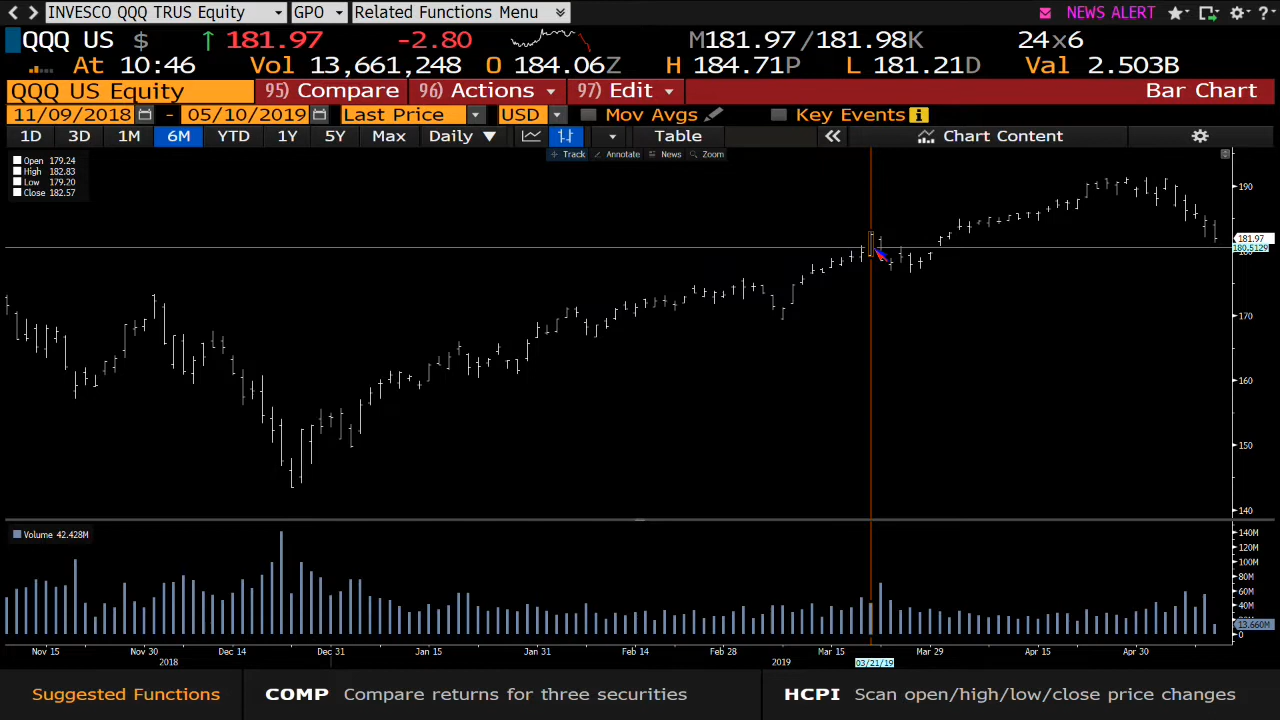 INVESCO QQQ TRUS Equity GPO Related Functions Menu NEWS ALERT ?
QQQ US $ ↑ 181.97 -2.80 M181.97/181.98K 24x6
At 10:46 Vol 13,661,248 O 184.06Z H 184.71P L 181.21D Val 2.503B
QQQ US Equity 95) Compare 96) Actions 97) Edit Bar Chart
11/09/2018 - 05/10/2019 Last Price USD Mov Avgs Key Events i
1D 3D 1M 6M YTD 1Y 5Y Max Daily ▼ Table « Chart Content
Track Annotate News Zoom
Open 179.24
High 182.83
Low 179.20
Close 182.57
190
181.97
180.5129
170
160
150
140
Volume 42.428M
140M
120M
100M
80M
60M
40M
13.660M
0
Nov 15 Nov 30 Dec 14 Dec 31 Jan 15 Jan 31 Feb 14 Feb 28 Mar 15 Mar 29 Apr 15 Apr 30
2018 2019 03/21/19
Suggested Functions COMP Compare returns for three securities HCPI Scan open/high/low/close price changes